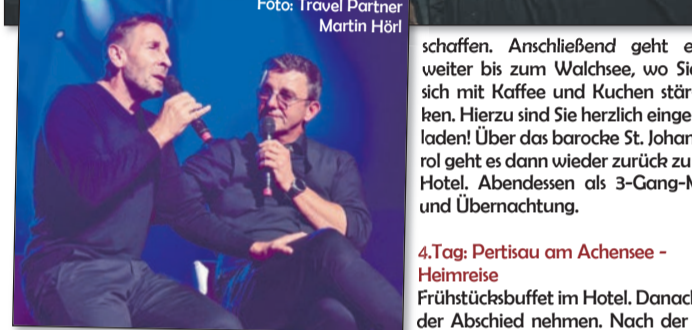 Foto: Travel Partner
Martin Hörl
schaffen. Anschließend geht e
weiter bis zum Walchsee, wo Sie
sich mit Kaffee und Kuchen stär
ken. Hierzu sind Sie herzlich einge
laden! Über das barocke St. Johan
rol geht es dann wieder zurück zu
Hotel. Abendessen als 3-Gang-M
und Übernachtung.
4.Tag: Pertisau am Achensee -
Heimreise
Frühstücksbuffet im Hotel. Danach
der Abschied nehmen. Nach der